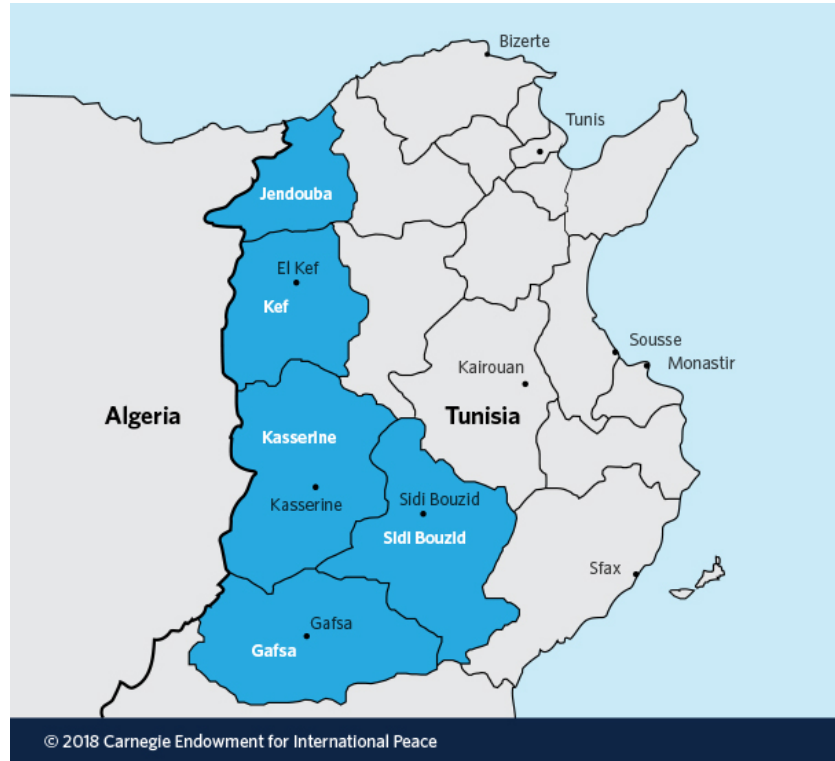 Bizerte
Tunis
Jendouba
El Kef
Kef
Sousse
Monastir
Kairouan
Algeria
Tunisia
Kasserine
Kasserine
Sidi Bouzid
Sidi Bouzid
Sfax
Gafsa
Gafsa
© 2018 Carnegie Endowment for International Peace